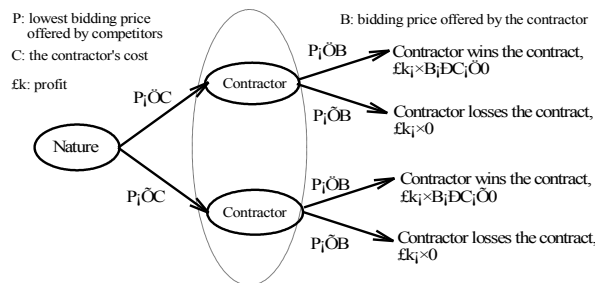 P: lowest bidding price
offered by competitors
C: the contractor's cost
£k: profit
B: bidding price offered by the contractor
Nature
P¡ÖC
P¡ÕC
Contractor
Contractor
P¡ÖB
P¡ÕB
P¡ÖB
P¡ÕB
Contractor wins the contract,
£k¡×B¡ÐC¡Ö0
Contractor losses the contract,
£k¡×0
Contractor wins the contract,
£k¡×B¡ÐC¡Õ0
Contractor losses the contract,
£k¡×0